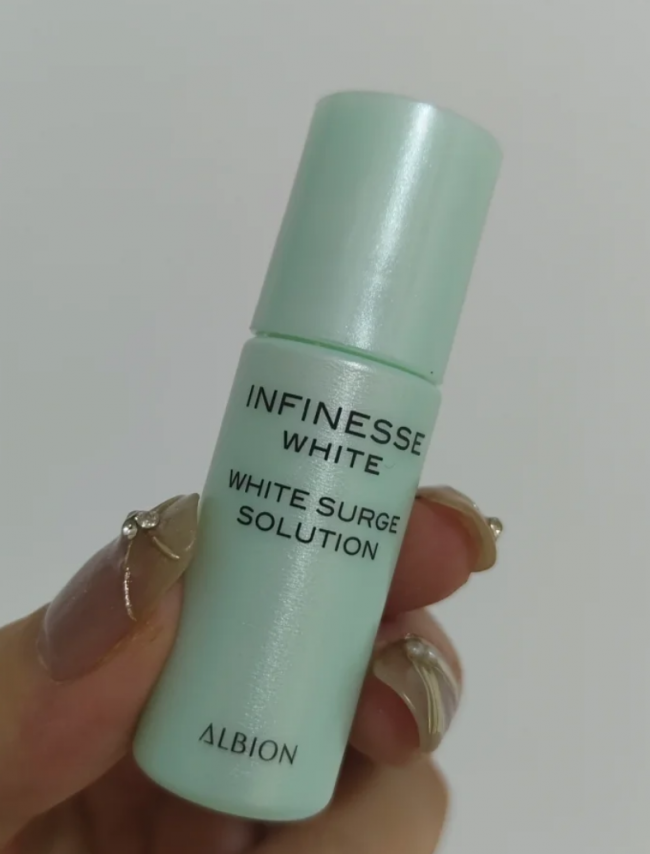 INFINESSE
WHITE
WHITE SURGE
SOLUTION
ALBION